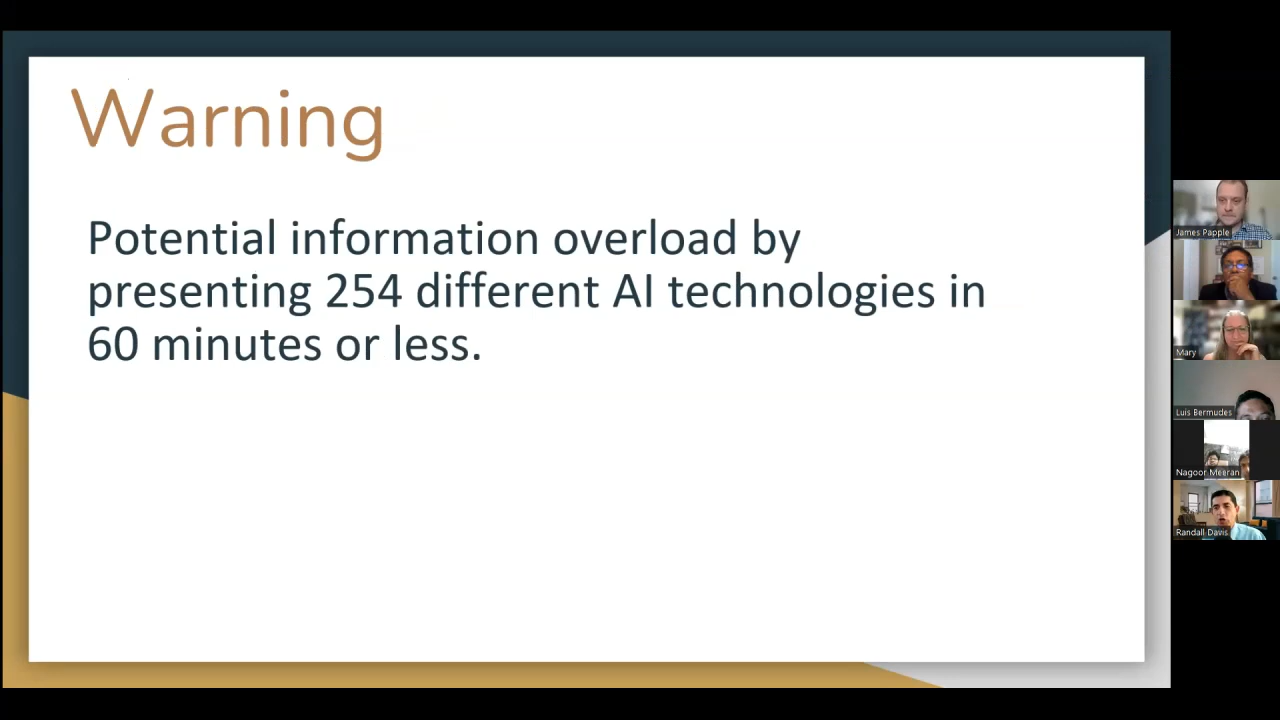 Warning
Potential information overload by
presenting 254 different AI technologies in
60 minutes or less.
James Papple
Mary
Luis Bermudes
Nagoor Meeran
Randall Davis